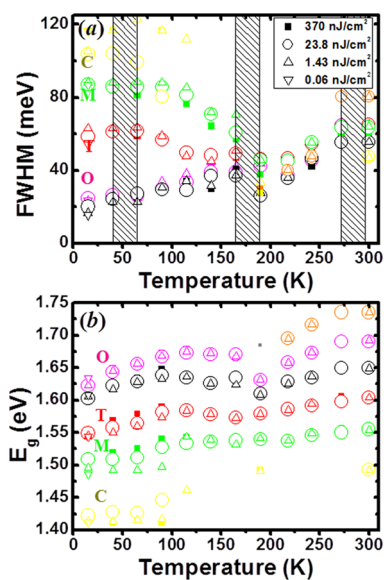 (a)
370 nJ/cm²
23.8 nJ/cm²
1.43 nJ/cm²
0.06 nJ/cm²
C
M
T
O
FWHM (meV)
120
80
40
0
0 50 100 150 200 250 300
Temperature (K)
(b)
O
T
M
C
Eg (eV)
1.75
1.70
1.65
1.60
1.55
1.50
1.45
1.40
0 50 100 150 200 250 300
Temperature (K)